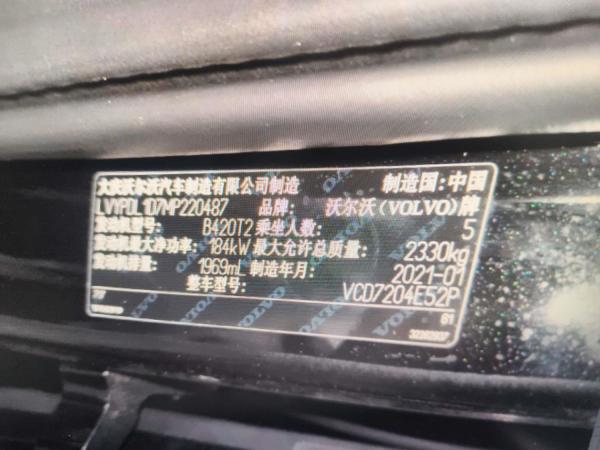 大庆沃尔沃汽车制造有限公司制造 制造国:中国
LVYPDL1D7MP220487 品牌: 沃尔沃(VOLVO)牌
发动机型号: B420T2 乘坐人数: 5
发动机最大净功率: 184kW 最大允许总质量: 2330kg
发动机排量: 1969mL 制造年月: 2021-01
整车型号: VCD7204E52P
61